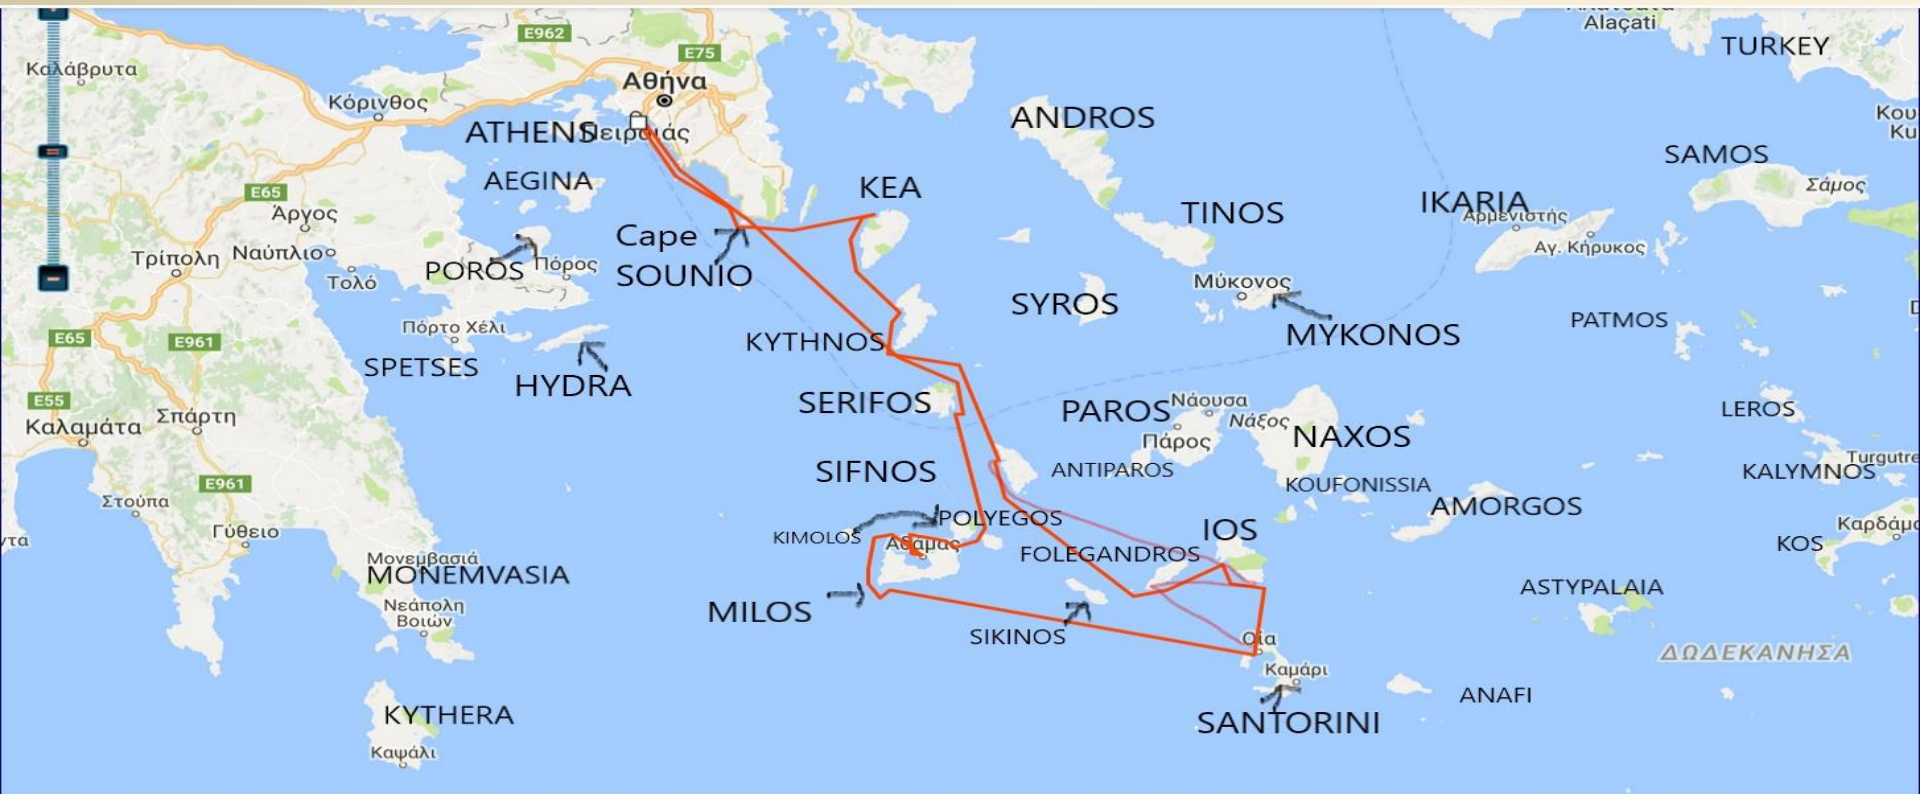 Alaçati
TURKEY
E962
E75
Καλάβρυτα
Αθήνα
Κόρινθος
ANDROS
ATHENS
Πειραιάς
SAMOS
Σάμος
AEGINA
KEA
E65
Άργος
TINOS
IKARIA
Αρμενιστής
Cape
SOUNIO
Αγ. Κήρυκος
Τρίπολη
Ναύπλιο
POROS
Πόρος
Τολό
Μύκονος
SYROS
MYKONOS
PATMOS
Πόρτο Χέλι
E65
E961
KYTHNOS
SPETSES
HYDRA
E55
Σπάρτη
Καλαμάτα
SERIFOS
PAROS
Νάουσα
Νάξος
NAXOS
Πάρος
LEROS
SIFNOS
ANTIPAROS
KOUFONISSIA
KALYMNOS
Turgutre
E961
Στούπα
Γύθειο
AMORGOS
POLYEGOS
KIMOLOS
Αδάμας
IOS
FOLEGANDROS
Καρδάμα
KOS
Μονεμβασιά
MONEMVASIA
ASTYPALAIA
Νεάπολη
Βοιών
MILOS
SIKINOS
Οία
ΔΩΔΕΚΑΝΗΣΑ
Καμάρι
ANAFI
KYTHERA
SANTORINI
Καψάλι